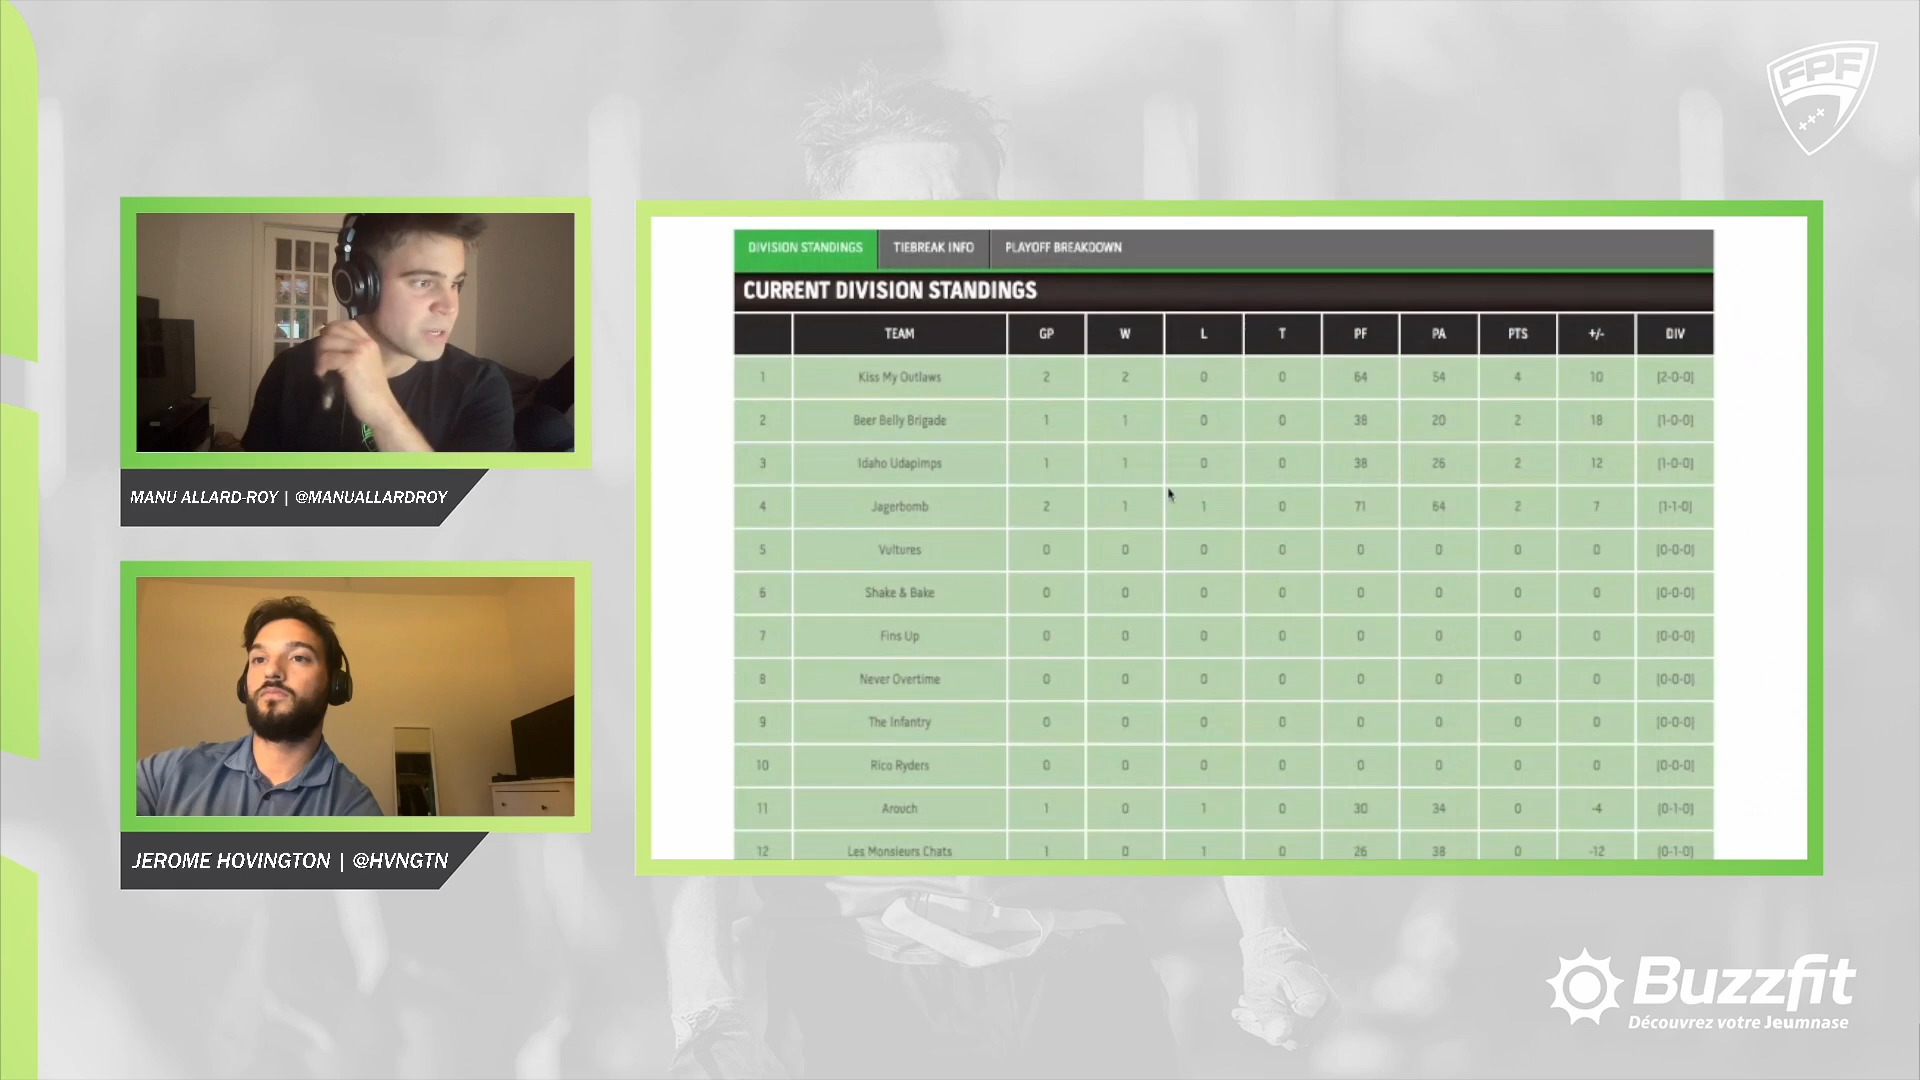 FPF
DIVISION STANDINGS TIEBREAK INFO PLAYOFF BREAKDOWN
CURRENT DIVISION STANDINGS
TEAM GP W L T PF PA PTS +/- DIV
1 Kiss My Outlaws 2 2 0 0 64 54 4 10 [2-0-0]
2 Beer Belly Brigade 1 1 0 0 38 20 2 18 [1-0-0]
3 Idaho Udapimps 1 1 0 0 38 26 2 12 [1-0-0]
4 Jagerbomb 2 1 1 0 71 64 2 7 [1-1-0]
5 Vultures 0 0 0 0 0 0 0 0 [0-0-0]
6 Shake & Bake 0 0 0 0 0 0 0 0 [0-0-0]
7 Fins Up 0 0 0 0 0 0 0 0 [0-0-0]
8 Never Overtime 0 0 0 0 0 0 0 0 [0-0-0]
9 The Infantry 0 0 0 0 0 0 0 0 [0-0-0]
10 Rico Ryders 0 0 0 0 0 0 0 0 [0-0-0]
11 Arouch 1 0 1 0 30 34 0 -4 [0-1-0]
12 Les Monsieurs Chats 1 0 1 0 26 38 0 -12 [0-1-0]
MANU ALLARD-ROY | @MANUALLARDROY
JEROME HOVINGTON | @HVNGTN
Buzzfit
Découvrez votre Jeumnase